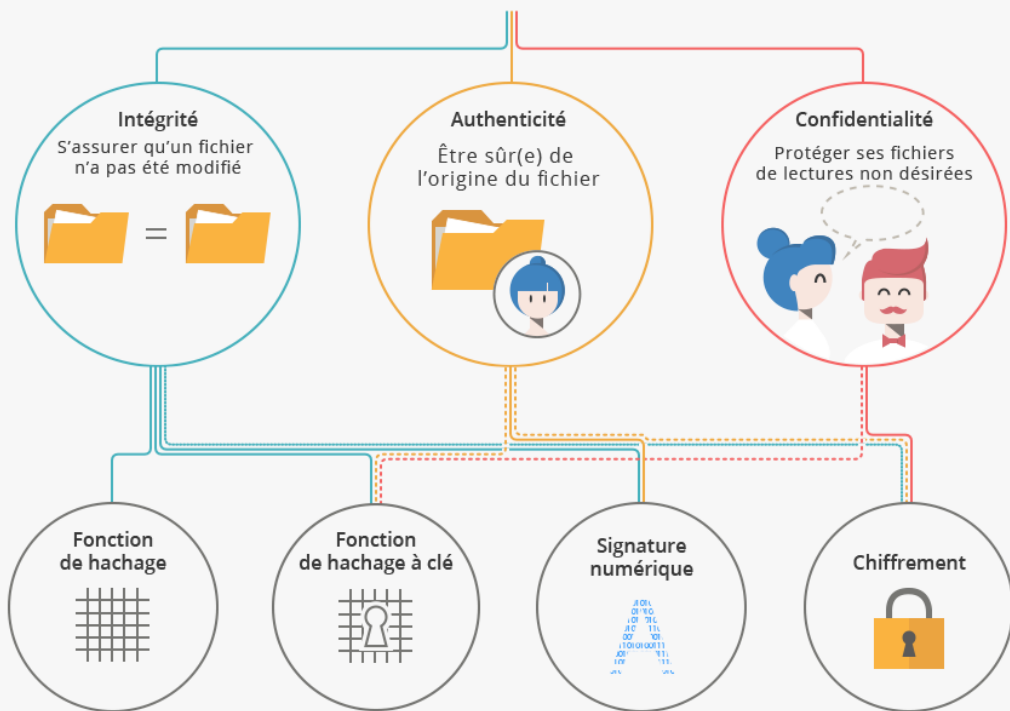 Intégrité
S'assurer qu'un fichier
n'a pas été modifié
=
Authenticité
Être sûr(e) de
l'origine du fichier
Confidentialité
Protéger ses fichiers
de lectures non désirées
Fonction
de hachage
Fonction
de hachage à clé
Signature
numérique
Chiffrement